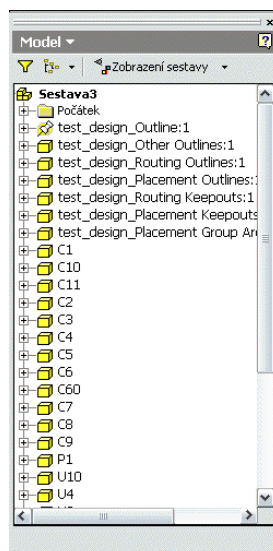 Model
Zobrazení sestavy
Sestava3
Počátek
test_design_Outline:1
test_design_Other Outlines:1
test_design_Routing Outlines:1
test_design_Placement Outlines:
test_design_Routing Keepouts:1
test_design_Placement Keepouts
test_design_Placement Group Are
C1
C10
C11
C2
C3
C4
C5
C6
C60
C7
C8
C9
P1
U10
U4